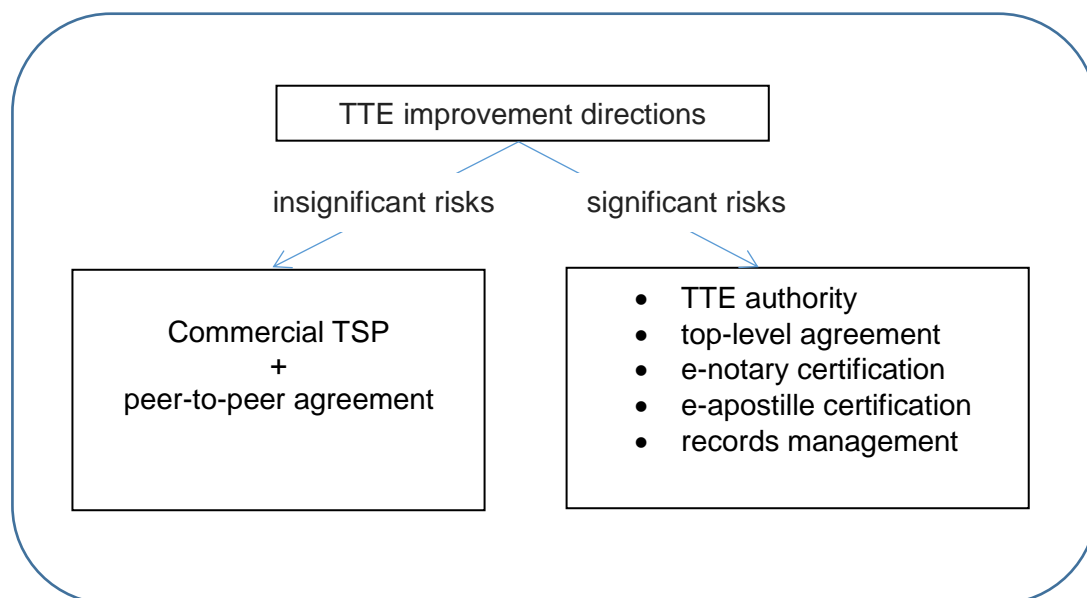 TTE improvement directions
insignificant risks
significant risks
Commercial TSP
+
peer-to-peer agreement
• TTE authority
• top-level agreement
• e-notary certification
• e-apostille certification
• records management